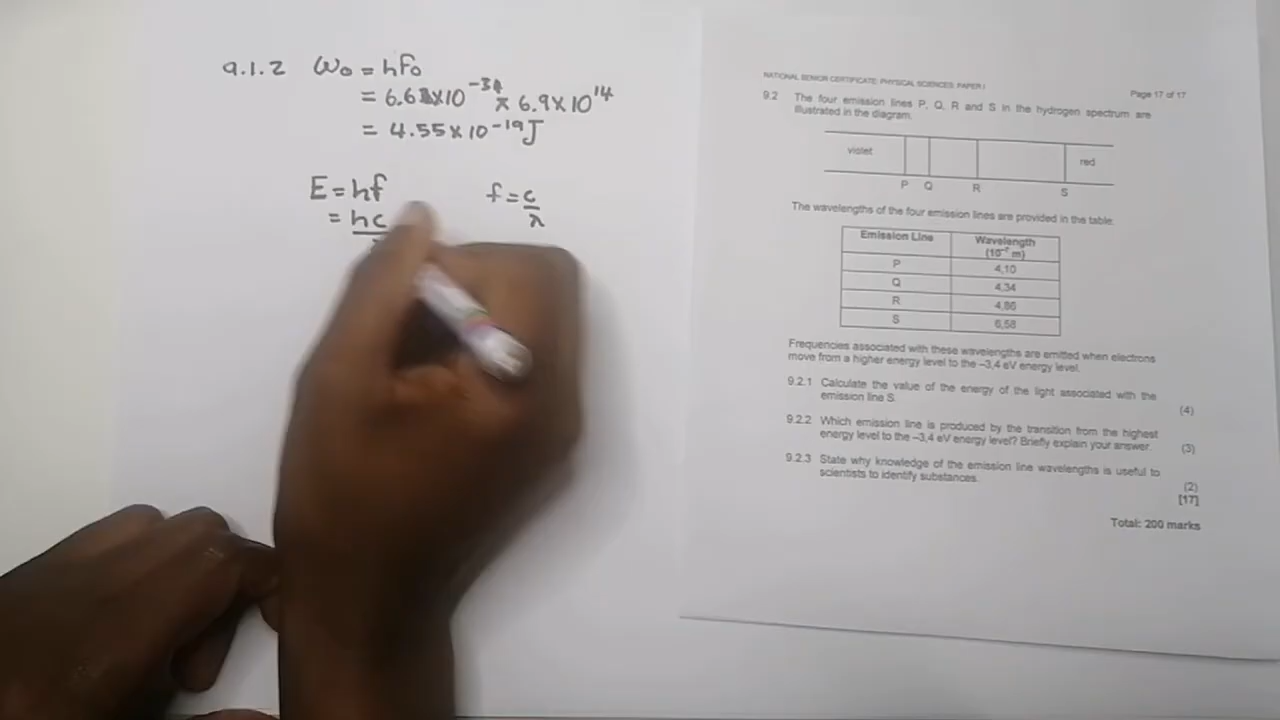 9.1.2 W₀ = hf₀
= 6.63×10⁻³⁴ × 6.9×10¹⁴
= 4.55×10⁻¹⁹J
E = hf
= hc
f = c
λ
NATIONAL SENIOR CERTIFICATE: PHYSICAL SCIENCES: PAPER I
Page 17 of 17
9.2 The four emission lines P, Q, R and S in the hydrogen spectrum are
illustrated in the diagram.
violet red
P Q R S
The wavelengths of the four emission lines are provided in the table:
Emission Line Wavelength
(10⁻⁷ m)
P 4,10
Q 4,34
R 4,86
S 6,58
Frequencies associated with these wavelengths are emitted when electrons
move from a higher energy level to the –3,4 eV energy level.
9.2.1 Calculate the value of the energy of the light associated with the
emission line S. (4)
9.2.2 Which emission line is produced by the transition from the highest
energy level to the –3,4 eV energy level? Briefly explain your answer. (3)
9.2.3 State why knowledge of the emission line wavelengths is useful to
scientists to identify substances. (2)
[17]
Total: 200 marks